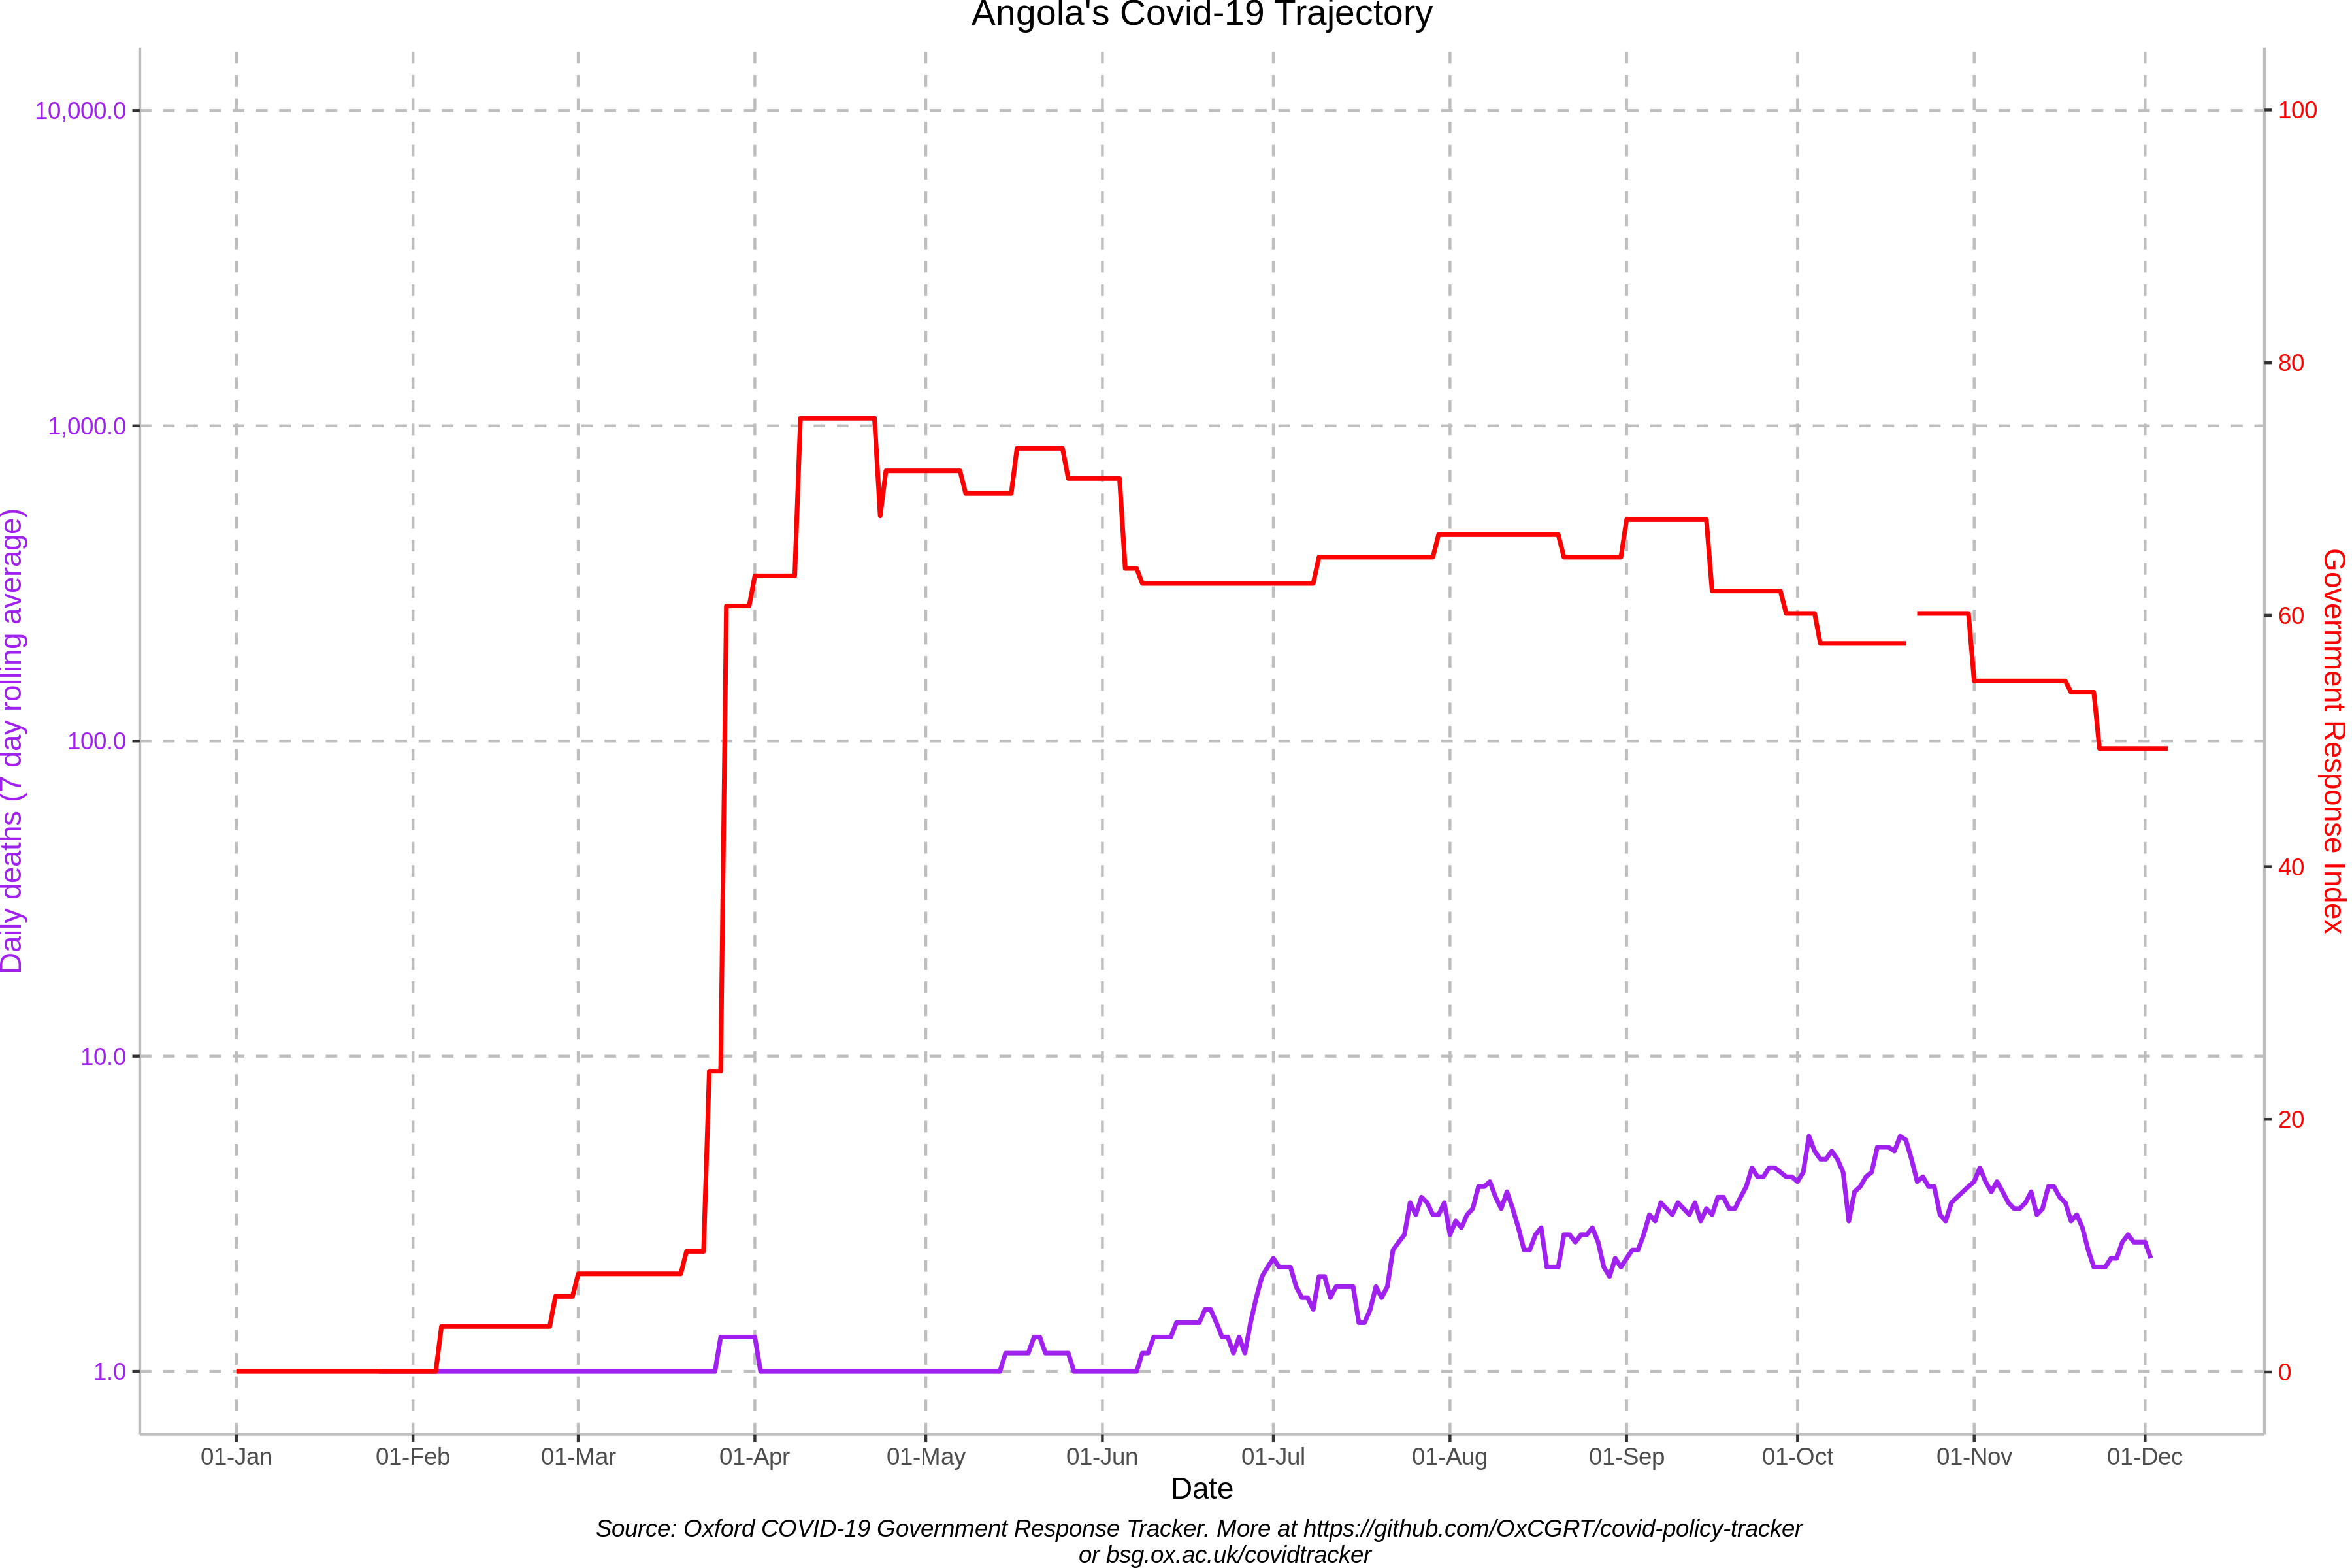 Angola's Covid-19 Trajectory
10,000.0
1,000.0
100.0
10.0
1.0
Daily deaths (7 day rolling average)
100
80
60
40
20
0
Government Response Index
01-Jan 01-Feb 01-Mar 01-Apr 01-May 01-Jun 01-Jul 01-Aug 01-Sep 01-Oct 01-Nov 01-Dec
Date
Source: Oxford COVID-19 Government Response Tracker. More at https://github.com/OxCGRT/covid-policy-tracker
or bsg.ox.ac.uk/covidtracker